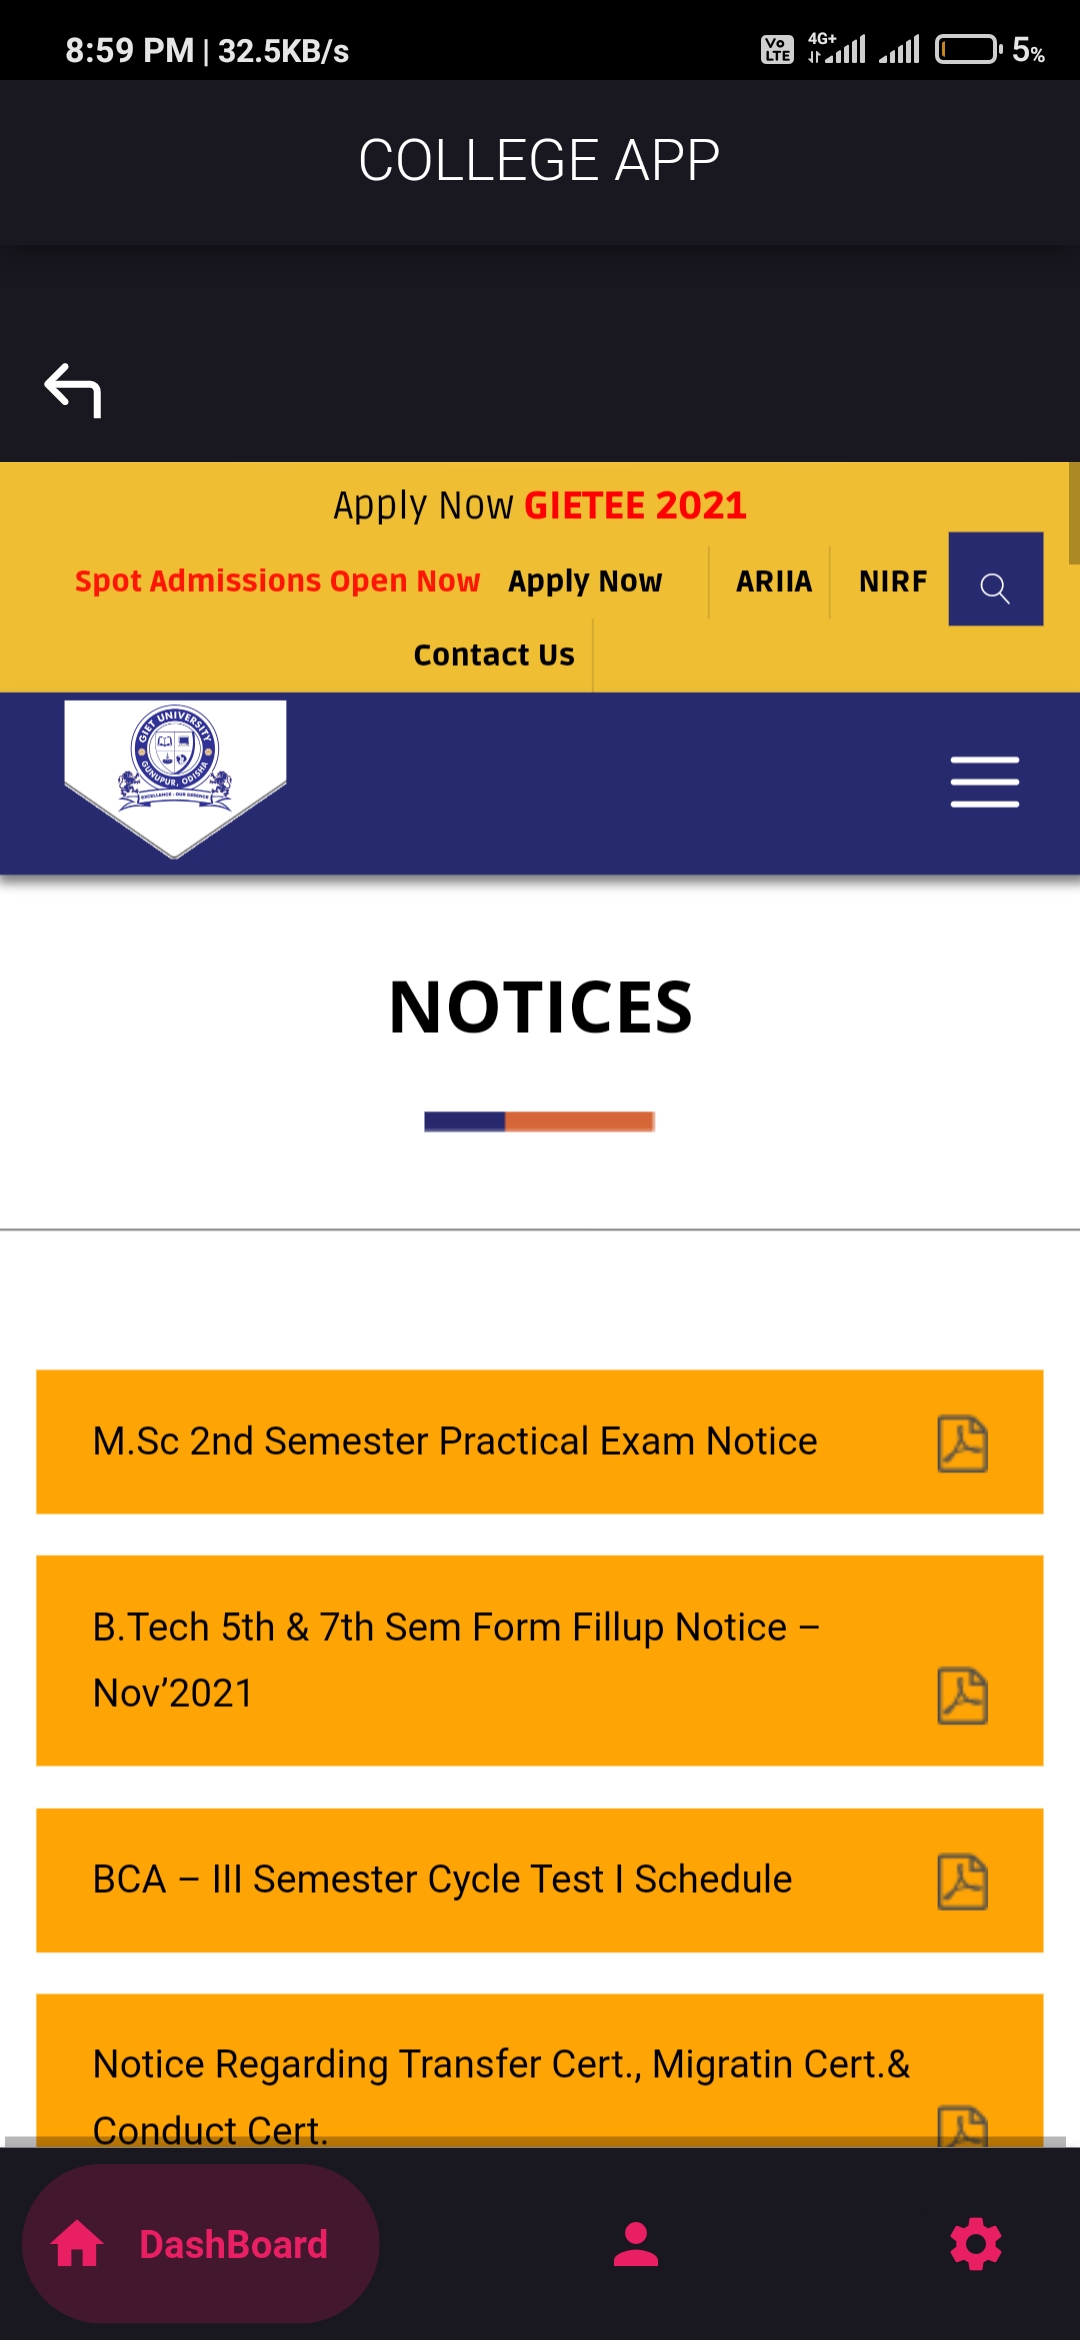 8:59 PM | 32.5KB/s
Vo LTE 4G+ 5%
COLLEGE APP
Apply Now GIETEE 2021
Spot Admissions Open Now Apply Now ARIIA NIRF
Contact Us
GIET UNIVERSITY
GUNUPUR, ODISHA
EXCELLENCE - OUR ESSENCE
NOTICES
M.Sc 2nd Semester Practical Exam Notice
B.Tech 5th & 7th Sem Form Fillup Notice –
Nov’2021
BCA – III Semester Cycle Test I Schedule
Notice Regarding Transfer Cert., Migratin Cert.&
Conduct Cert.
DashBoard